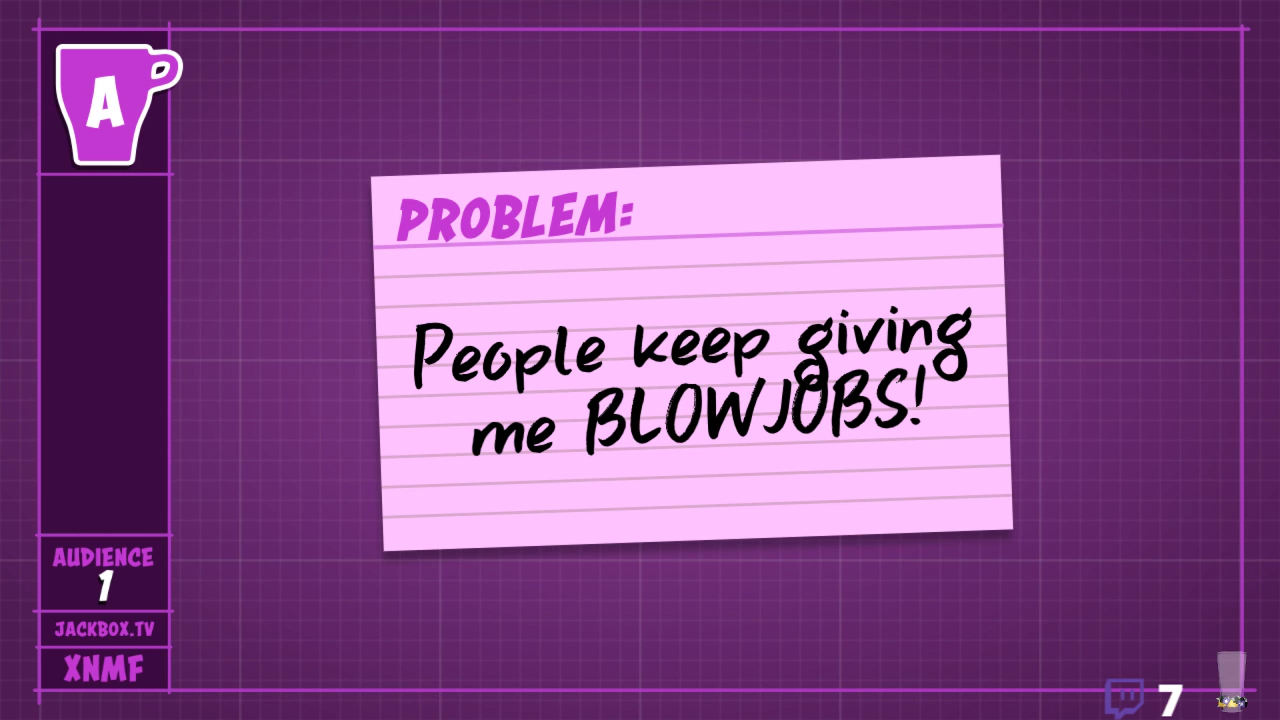 A
PROBLEM:
People keep giving
me BLOWJOBS!
AUDIENCE
1
JACKBOX.TV
XNMF
7